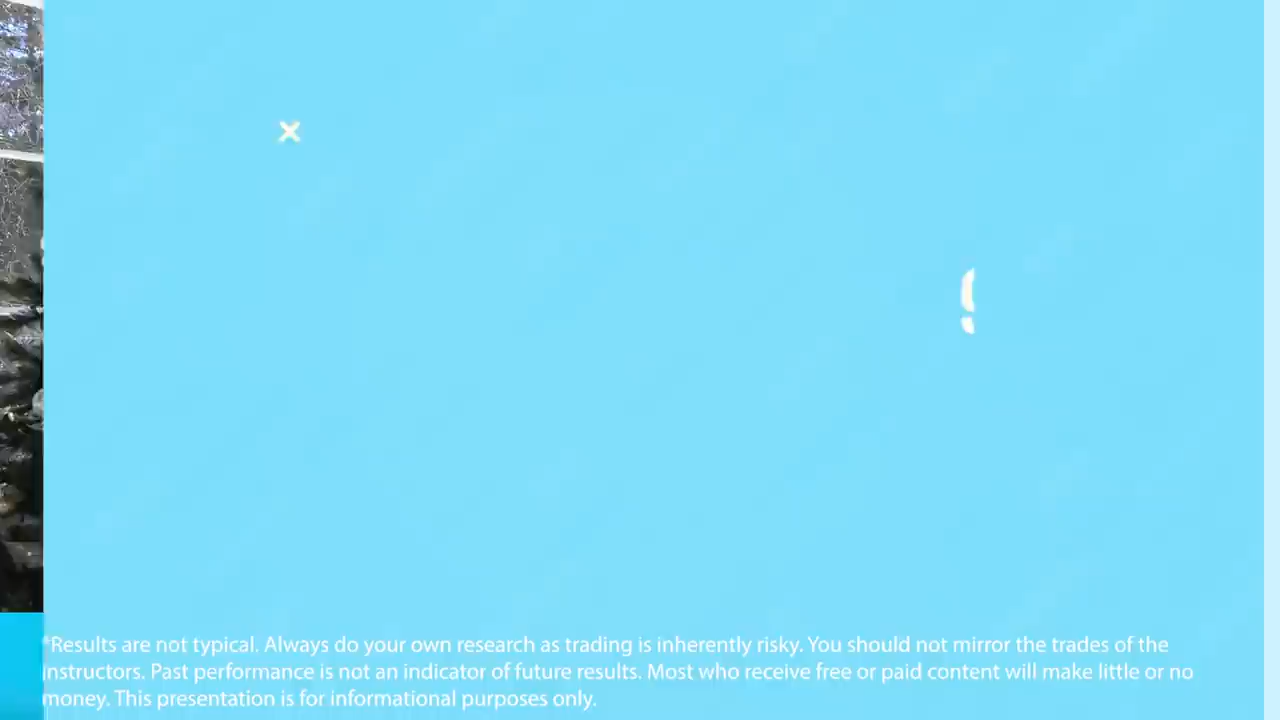 *Results are not typical. Always do your own research as trading is inherently risky. You should not mirror the trades of the
instructors. Past performance is not an indicator of future results. Most who receive free or paid content will make little or no
money. This presentation is for informational purposes only.